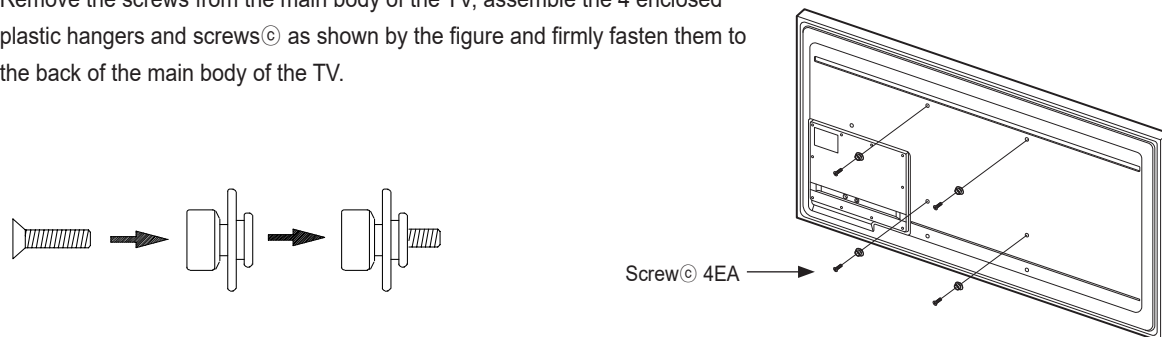 Remove the screws from the main body of the TV, assemble the 4 enclosed
plastic hangers and screwsⓒ as shown by the figure and firmly fasten them to
the back of the main body of the TV.
Screwⓒ 4EA